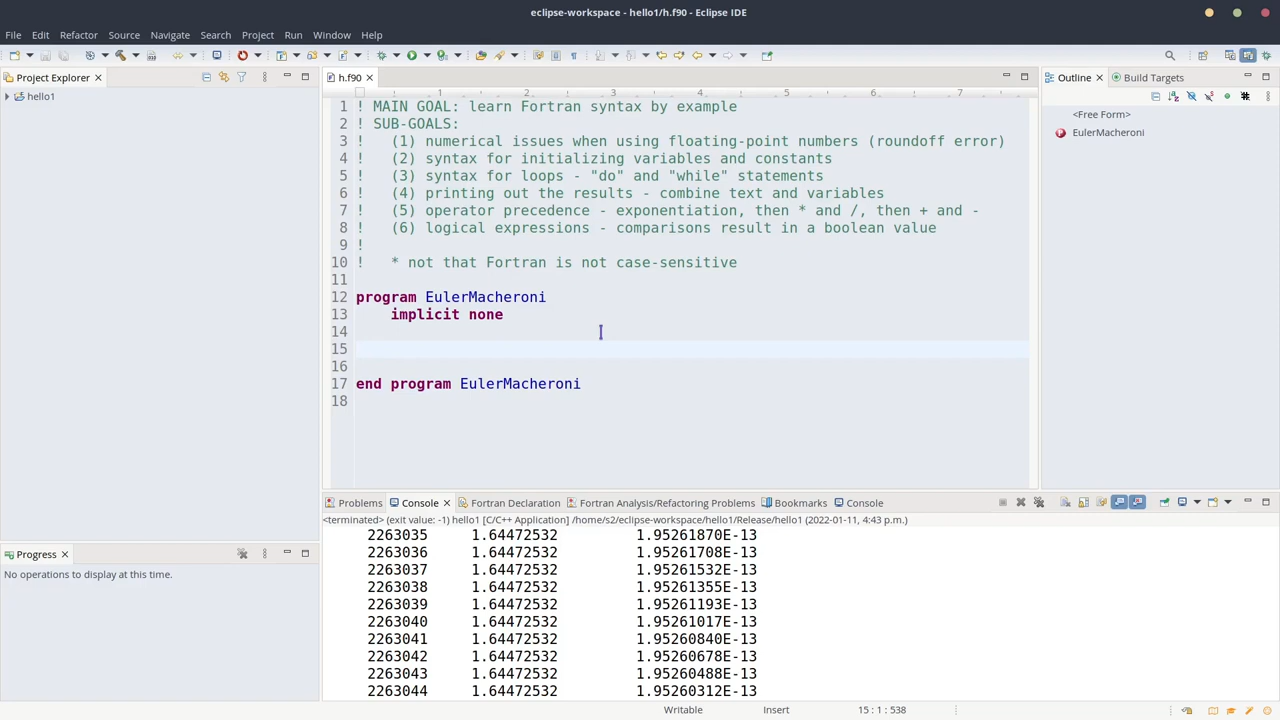 eclipse-workspace - hello1/h.f90 - Eclipse IDE
File Edit Refactor Source Navigate Search Project Run Window Help
Project Explorer
hello1
h.f90
0 1 2 3 4 5 6 7
1 ! MAIN GOAL: learn Fortran syntax by example
2 ! SUB-GOALS:
3 ! (1) numerical issues when using floating-point numbers (roundoff error)
4 ! (2) syntax for initializing variables and constants
5 ! (3) syntax for loops - "do" and "while" statements
6 ! (4) printing out the results - combine text and variables
7 ! (5) operator precedence - exponentiation, then * and /, then + and -
8 ! (6) logical expressions - comparisons result in a boolean value
9 !
10 ! * not that Fortran is not case-sensitive
11
12 program EulerMacheroni
13 implicit none
14
15
16
17 end program EulerMacheroni
18
Outline Build Targets
<Free Form>
EulerMacheroni
Progress
No operations to display at this time.
Problems Console Fortran Declaration Fortran Analysis/Refactoring Problems Bookmarks Console
<terminated> (exit value: -1) hello1 [C/C++ Application] /home/s2/eclipse-workspace/hello1/Release/hello1 (2022-01-11, 4:43 p.m.)
2263035 1.64472532 1.95261870E-13
2263036 1.64472532 1.95261708E-13
2263037 1.64472532 1.95261532E-13
2263038 1.64472532 1.95261355E-13
2263039 1.64472532 1.95261193E-13
2263040 1.64472532 1.95261017E-13
2263041 1.64472532 1.95260840E-13
2263042 1.64472532 1.95260678E-13
2263043 1.64472532 1.95260488E-13
2263044 1.64472532 1.95260312E-13
Writable Insert 15 : 1 : 538